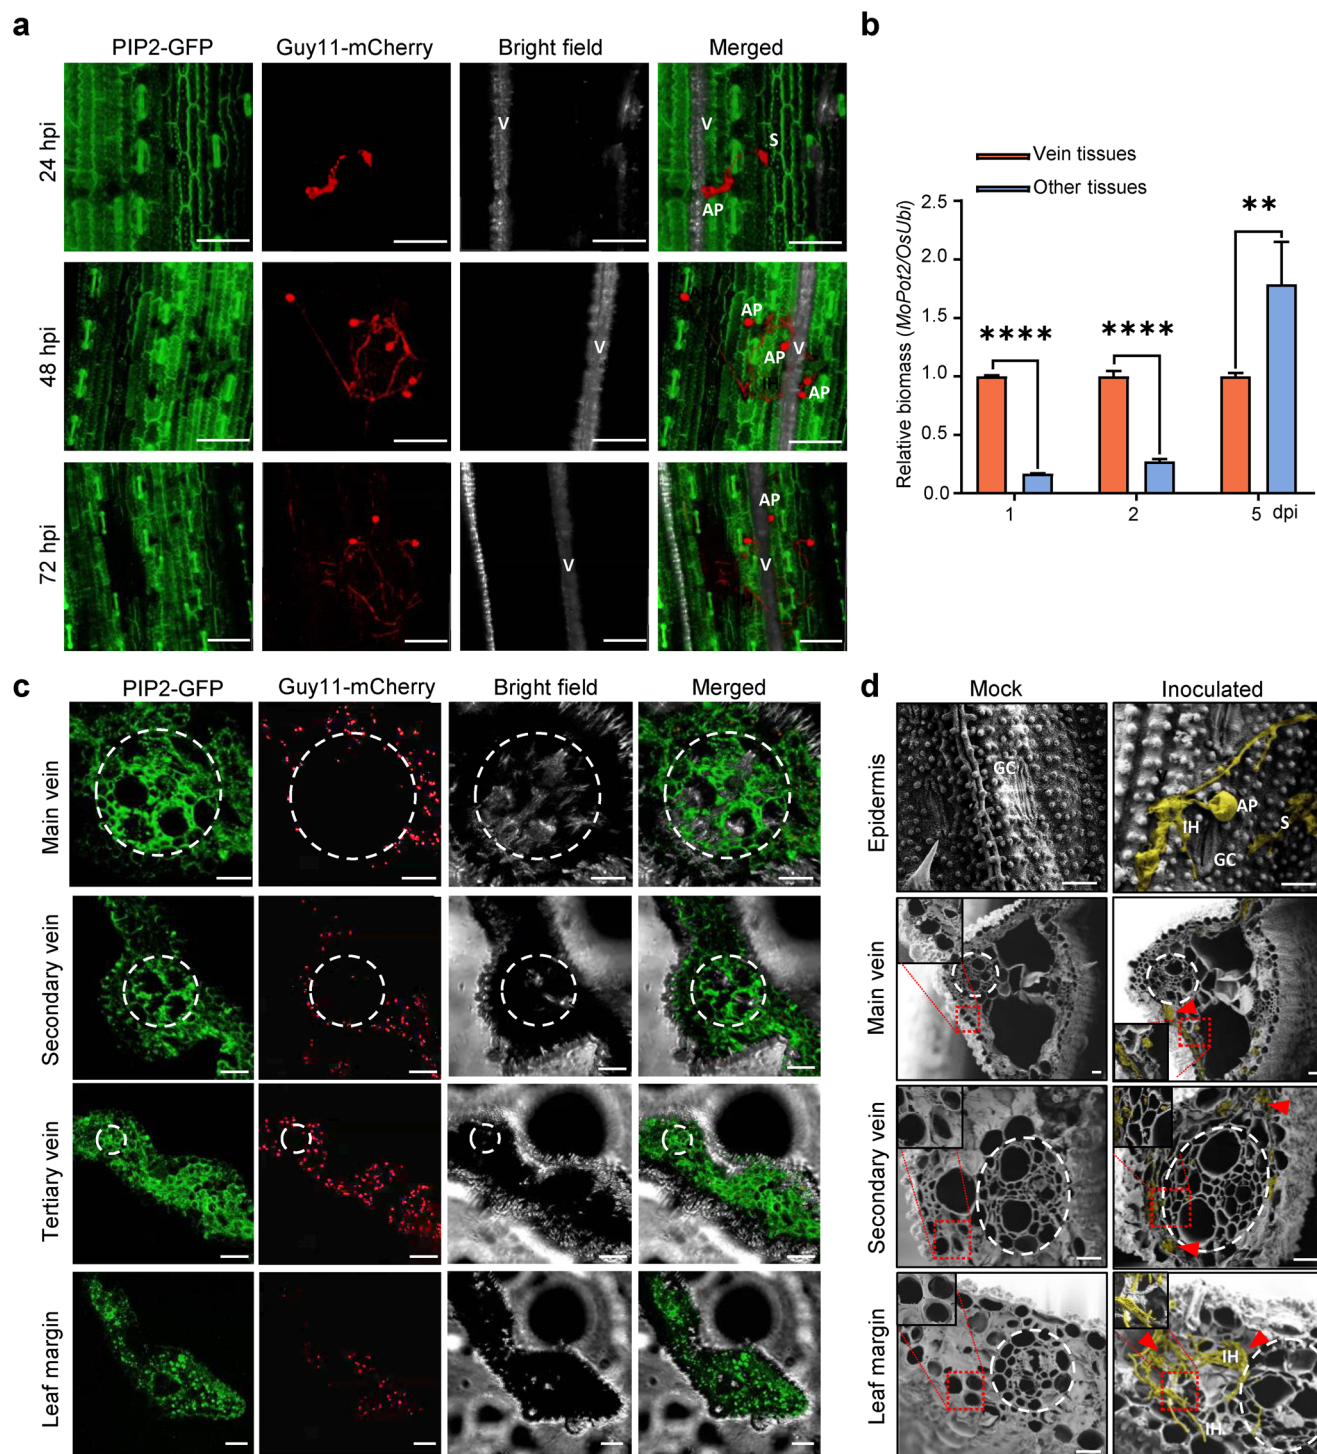 a
PIP2-GFP Guy11-mCherry Bright field Merged
24 hpi
V
V
S
AP
48 hpi
V
AP
AP
V
IH
AP
72 hpi
V
AP
V
b
Vein tissues
Other tissues
Relative biomass (MoPot2/OsUbi)
2.5
2.0
1.5
1.0
0.5
0.0
****
****
**
1 2 5 dpi
c
PIP2-GFP Guy11-mCherry Bright field Merged
Main vein
Secondary vein
Tertiary vein
Leaf margin
d
Mock Inoculated
Epidermis
GC
V
AP
IH
S
GC
Main vein
Secondary vein
Leaf margin
IH
IH